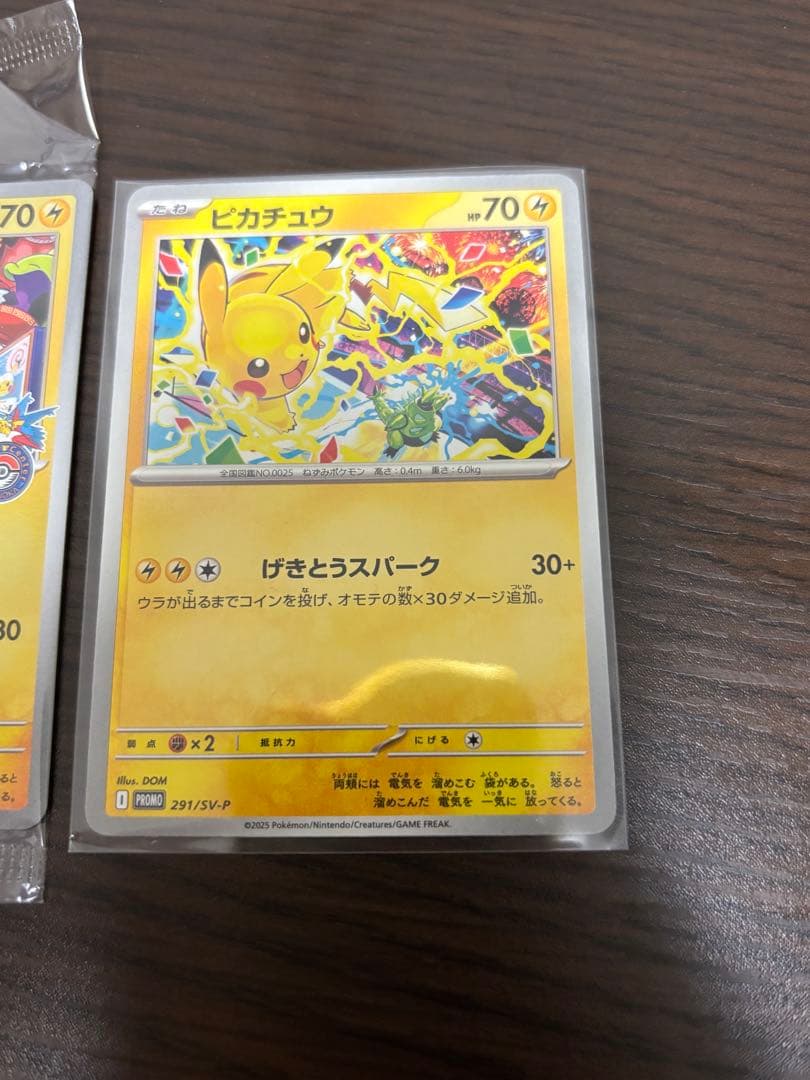 70
center
30
ると
る。
たね ピカチュウ HP 70
全国図鑑NO.0025 ねずみポケモン 高さ:0.4m 重さ:6.0kg
げきとうスパーク 30+
ウラが出るまでコインを投げ、オモテの数×30ダメージ追加。
弱点 ×2 抵抗力 にげる
Illus. DOM
両頬には 電気を 溜めこむ 袋がある。 怒ると
溜めこんだ 電気を 一気に 放ってくる。
I PROMO 291/SV-P
©2025 Pokémon/Nintendo/Creatures/GAME FREAK.